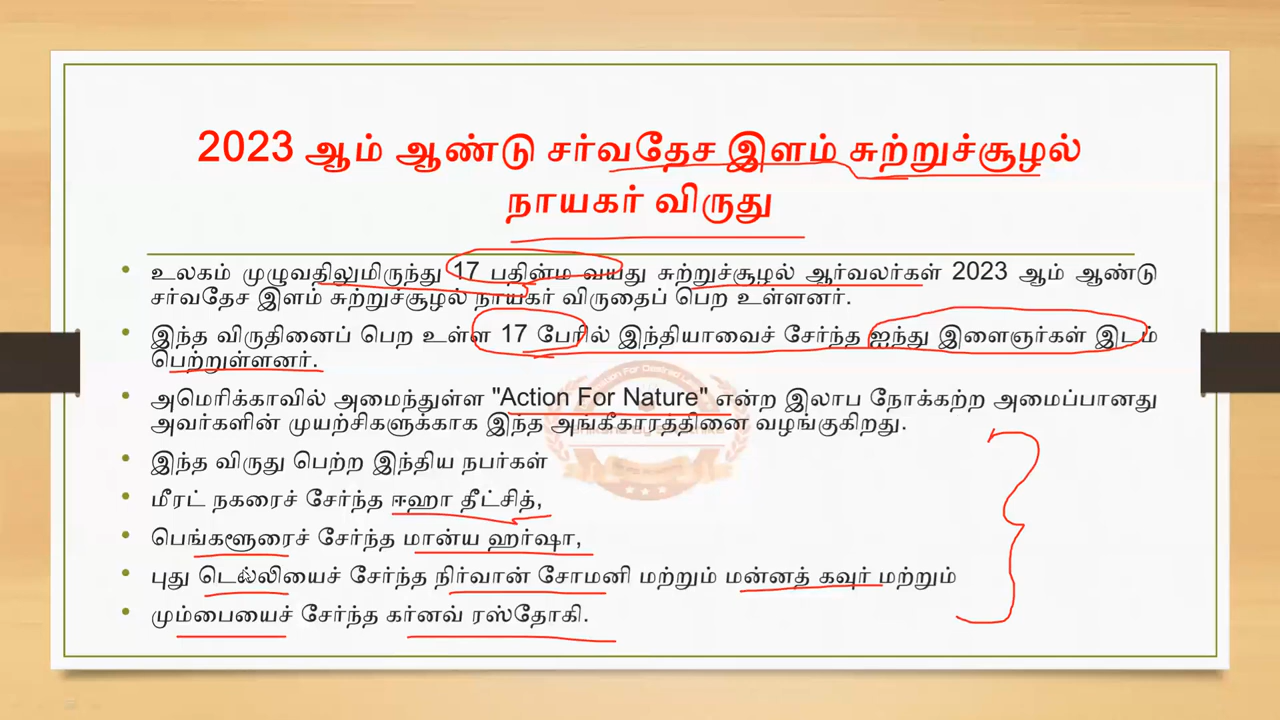 2023 ஆம் ஆண்டு சர்வதேச இளம் சுற்றுச்சூழல்
நாயகர் விருது
• உலகம் முழுவதிலுமிருந்து 17 பதின்ம வயது சுற்றுச்சூழல் ஆர்வலர்கள் 2023 ஆம் ஆண்டு
சர்வதேச இளம் சுற்றுச்சூழல் நாயகர் விருதைப் பெற உள்ளனர்.
• இந்த விருதினைப் பெற உள்ள 17 பேரில் இந்தியாவைச் சேர்ந்த ஐந்து இளைஞர்கள் இடம்
பெற்றுள்ளனர்.
• அமெரிக்காவில் அமைந்துள்ள "Action For Nature" என்ற இலாப நோக்கற்ற அமைப்பானது
அவர்களின் முயற்சிகளுக்காக இந்த அங்கீகாரத்தினை வழங்குகிறது.
• இந்த விருது பெற்ற இந்திய நபர்கள்
• மீரட் நகரைச் சேர்ந்த ஈஹா தீட்சித்,
• பெங்களூரைச் சேர்ந்த மான்ய ஹர்ஷா,
• புது டெல்லியைச் சேர்ந்த நிர்வான் சோமனி மற்றும் மன்னத் கவுர் மற்றும்
• மும்பையைச் சேர்ந்த கர்னவ் ரஸ்தோகி.